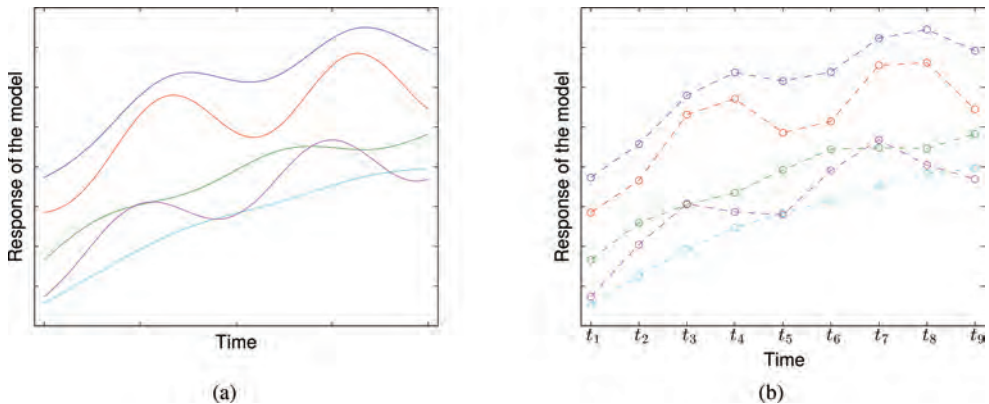 Response of the model
Time
(a)
Response of the model
t1 t2 t3 t4 t5 t6 t7 t8 t9
Time
(b)